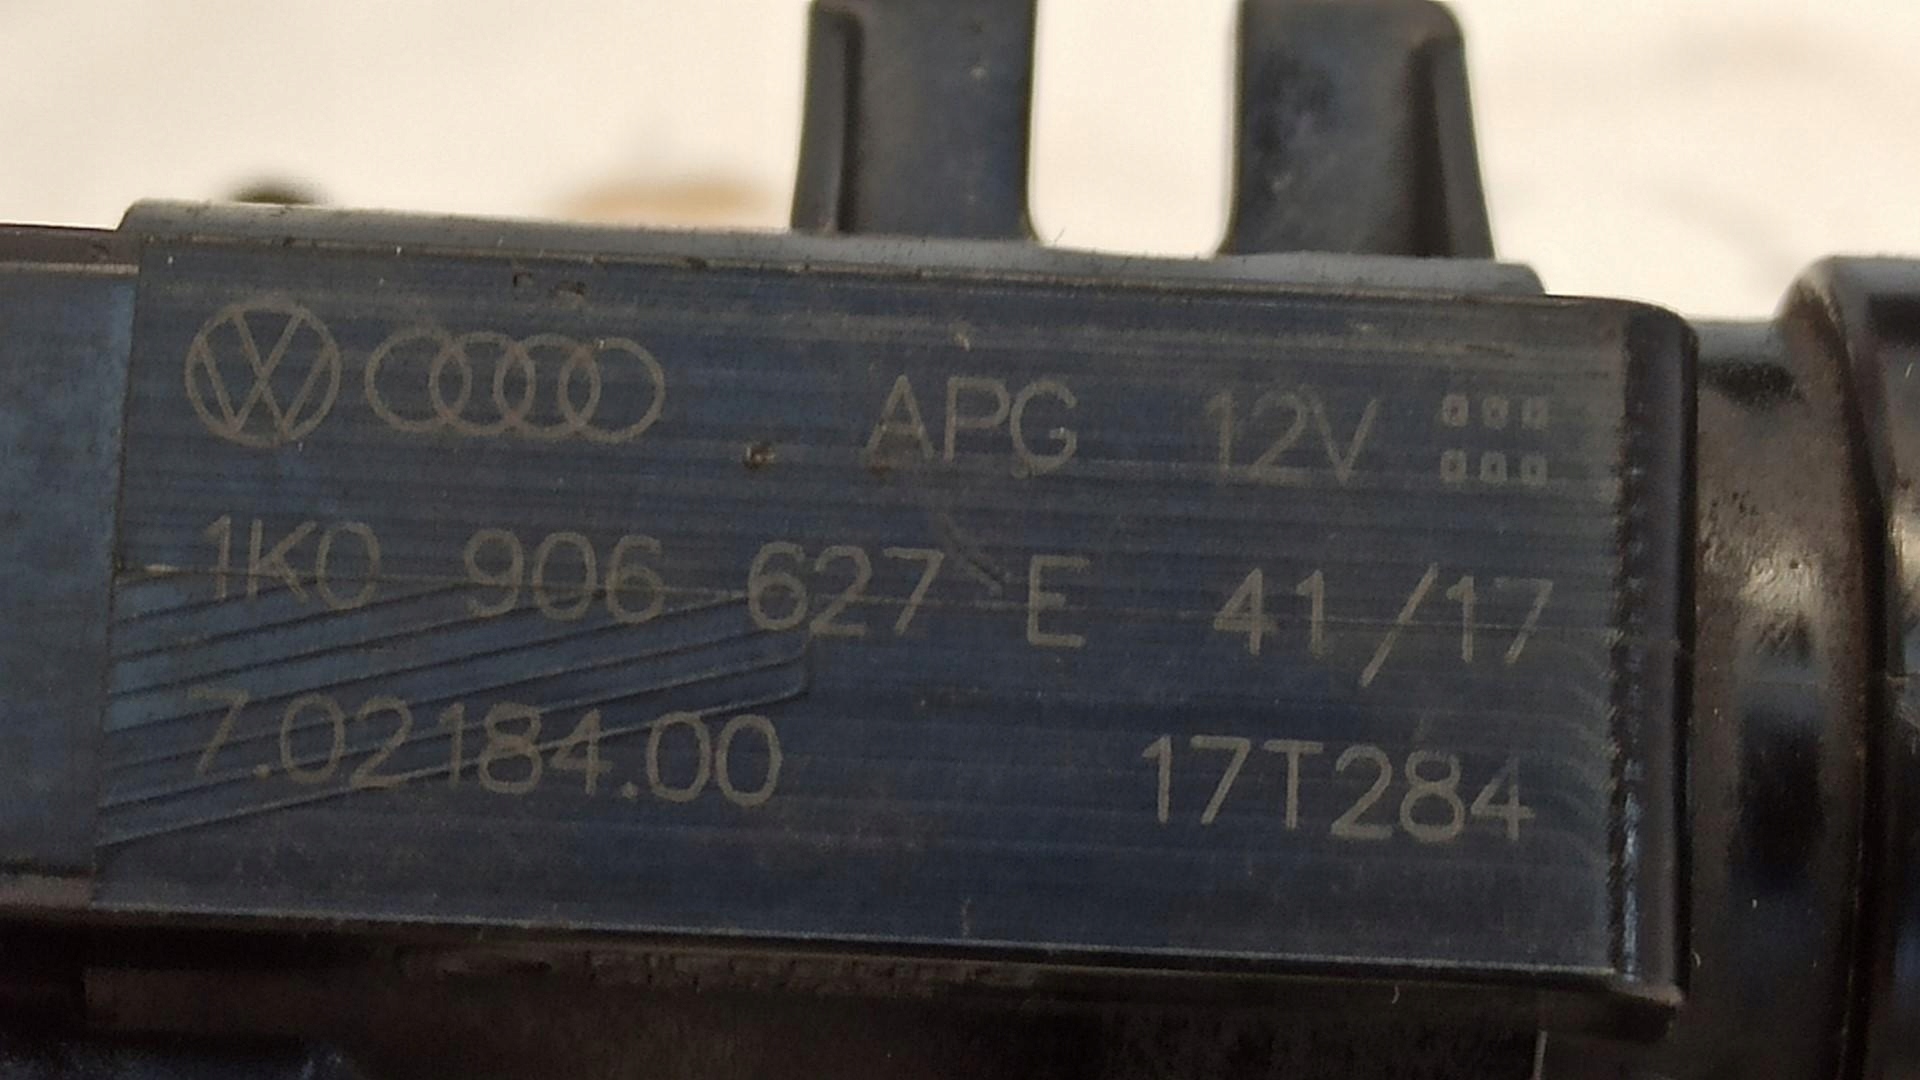 APG 12V
1K0 906 627 E 41/17
7.02184.00 17T284